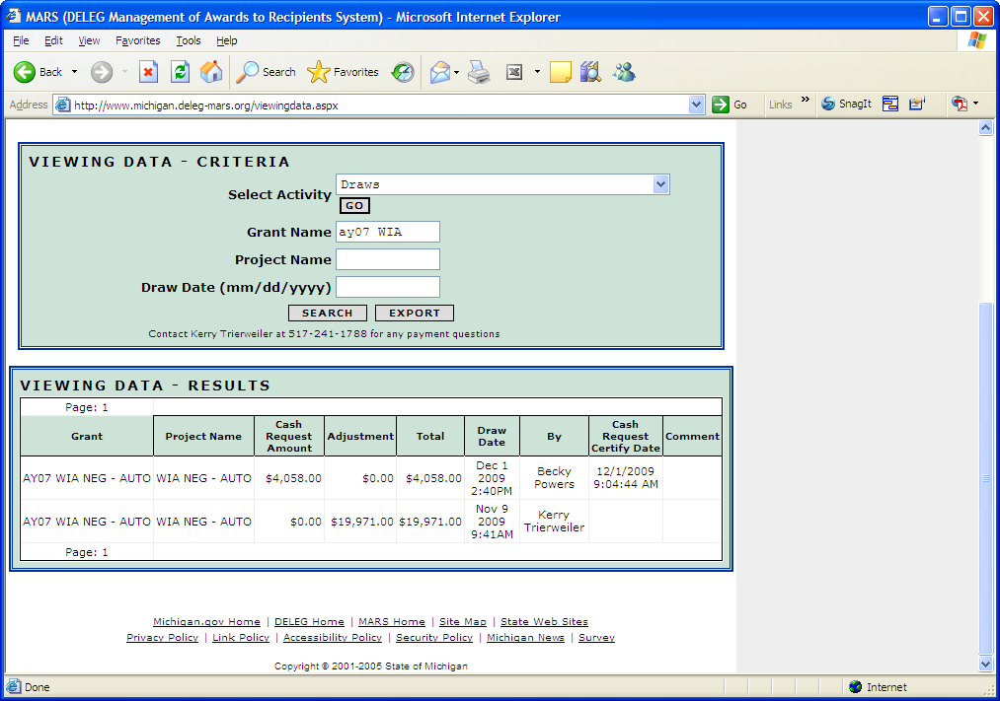 MARS (DELEG Management of Awards to Recipients System) - Microsoft Internet Explorer
File Edit View Favorites Tools Help
Back Search Favorites
Address http://www.michigan.deleg-mars.org/viewingdata.aspx Go Links » SnagIt
VIEWING DATA - CRITERIA
Select Activity Draws
GO
Grant Name ay07 WIA
Project Name
Draw Date (mm/dd/yyyy)
SEARCH EXPORT
Contact Kerry Trierweiler at 517-241-1788 for any payment questions
VIEWING DATA - RESULTS
Page: 1
Grant Project Name Cash Request Amount Adjustment Total Draw Date By Cash Request Certify Date Comment
AY07 WIA NEG - AUTO WIA NEG - AUTO $4,058.00 $0.00 $4,058.00 Dec 1 2009 2:40PM Becky Powers 12/1/2009 9:04:44 AM
AY07 WIA NEG - AUTO WIA NEG - AUTO $0.00 $19,971.00 $19,971.00 Nov 9 2009 9:41AM Kerry Trierweiler
Page: 1
Michigan.gov Home | DELEG Home | MARS Home | Site Map | State Web Sites
Privacy Policy | Link Policy | Accessibility Policy | Security Policy | Michigan News | Survey
Copyright © 2001-2005 State of Michigan
Done Internet